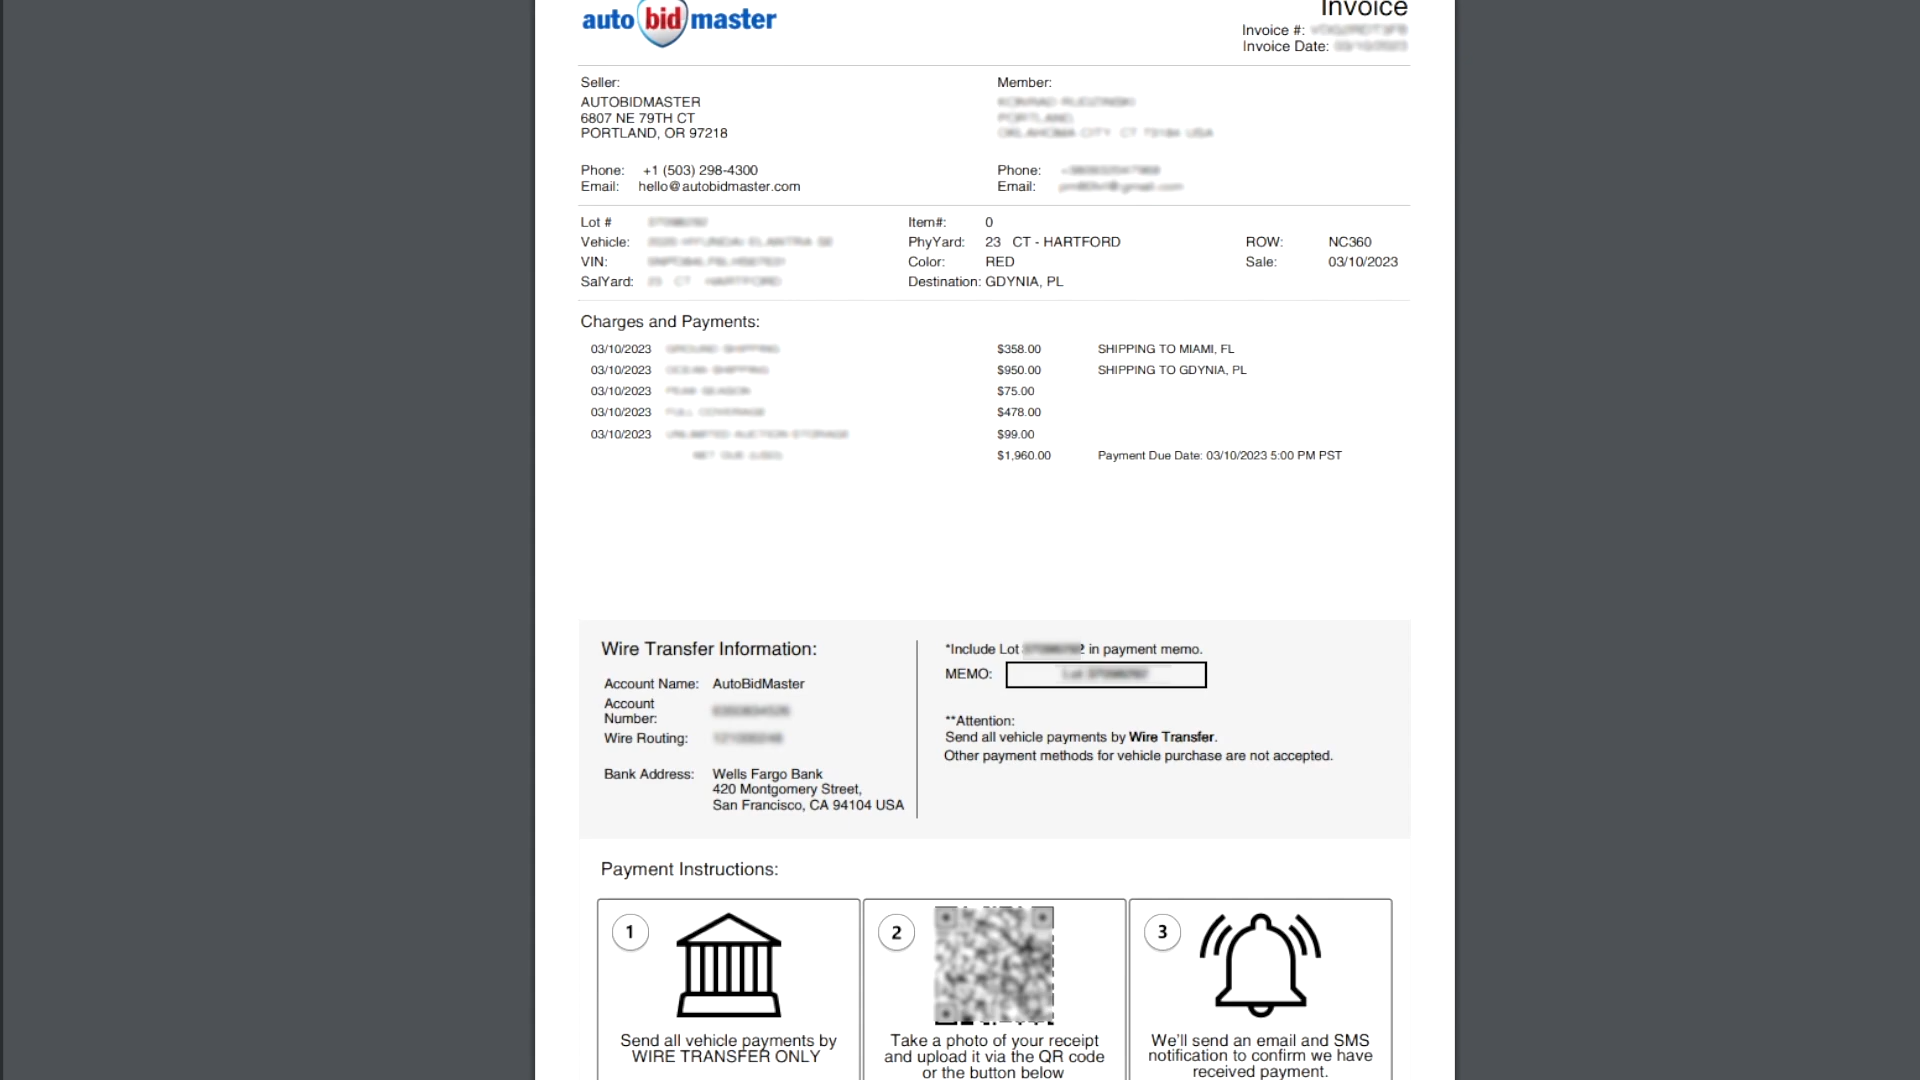 auto bid master
Invoice
Invoice #:
Invoice Date:
Seller:
AUTOBIDMASTER
6807 NE 79TH CT
PORTLAND, OR 97218
Phone: +1 (503) 298-4300
Email: hello@autobidmaster.com
Member:
Phone:
Email:
Lot #
Vehicle:
VIN:
SalYard:
Item#: 0
PhyYard: 23 CT - HARTFORD
Color: RED
Destination: GDYNIA, PL
ROW: NC360
Sale: 03/10/2023
Charges and Payments:
03/10/2023 $358.00 SHIPPING TO MIAMI, FL
03/10/2023 $950.00 SHIPPING TO GDYNIA, PL
03/10/2023 $75.00
03/10/2023 $478.00
03/10/2023 $99.00
$1,960.00 Payment Due Date: 03/10/2023 5:00 PM PST
Wire Transfer Information:
Account Name: AutoBidMaster
Account
Number:
Wire Routing:
Bank Address: Wells Fargo Bank
420 Montgomery Street,
San Francisco, CA 94104 USA
*Include Lot in payment memo.
MEMO:
**Attention:
Send all vehicle payments by Wire Transfer.
Other payment methods for vehicle purchase are not accepted.
Payment Instructions:
1
Send all vehicle payments by
WIRE TRANSFER ONLY
2
Take a photo of your receipt
and upload it via the QR code
or the button below
3
We'll send an email and SMS
notification to confirm we have
received payment.